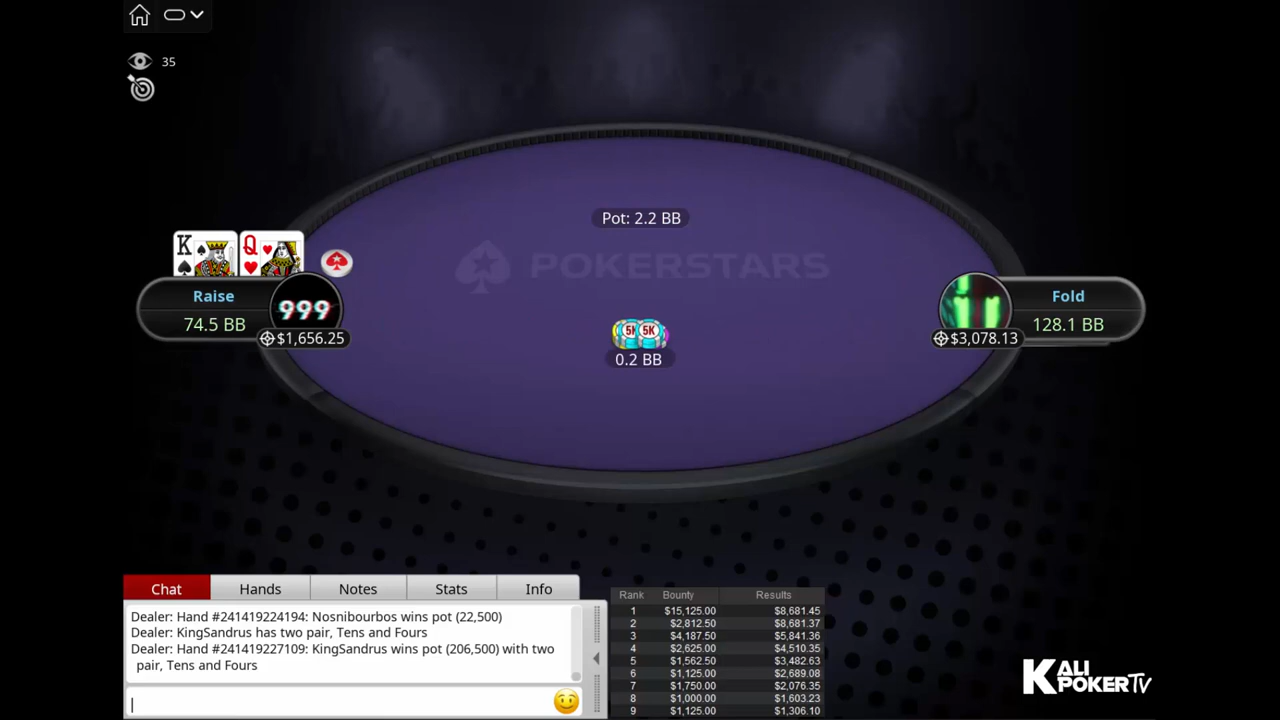 35
Pot: 2.2 BB
POKERSTARS
K
Q
Raise
74.5 BB
999
$1,656.25
5K
5K
0.2 BB
Fold
128.1 BB
$3,078.13
Chat
Hands
Notes
Stats
Info
Dealer: Hand #241419224194: Nosnibourbos wins pot (22,500)
Dealer: KingSandrus has two pair, Tens and Fours
Dealer: Hand #241419227109: KingSandrus wins pot (206,500) with two
pair, Tens and Fours
Rank Bounty Results
1 $15,125.00 $8,681.45
2 $2,812.50 $8,681.37
3 $4,187.50 $5,841.36
4 $2,625.00 $4,510.35
5 $1,562.50 $3,482.63
6 $1,125.00 $2,689.08
7 $1,750.00 $2,076.35
8 $1,000.00 $1,603.23
9 $1,125.00 $1,306.10
KALI
POKERTV